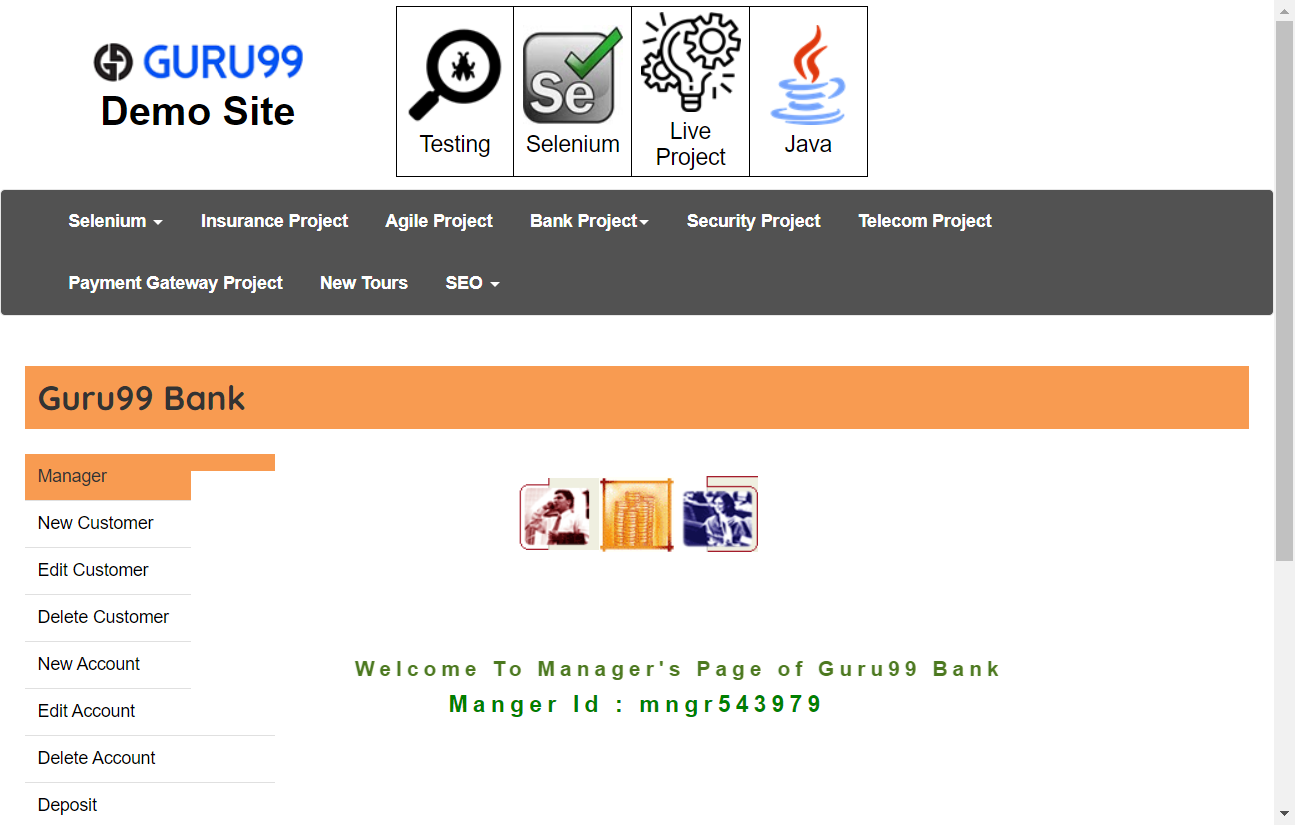 GURU99
Demo Site
Testing
Se
Selenium
Live
Project
Java
Selenium
Insurance Project
Agile Project
Bank Project
Security Project
Telecom Project
Payment Gateway Project
New Tours
SEO
Guru99 Bank
Manager
New Customer
Edit Customer
Delete Customer
New Account
Edit Account
Delete Account
Deposit
Welcome To Manager's Page of Guru99 Bank
Manger Id : mngr543979